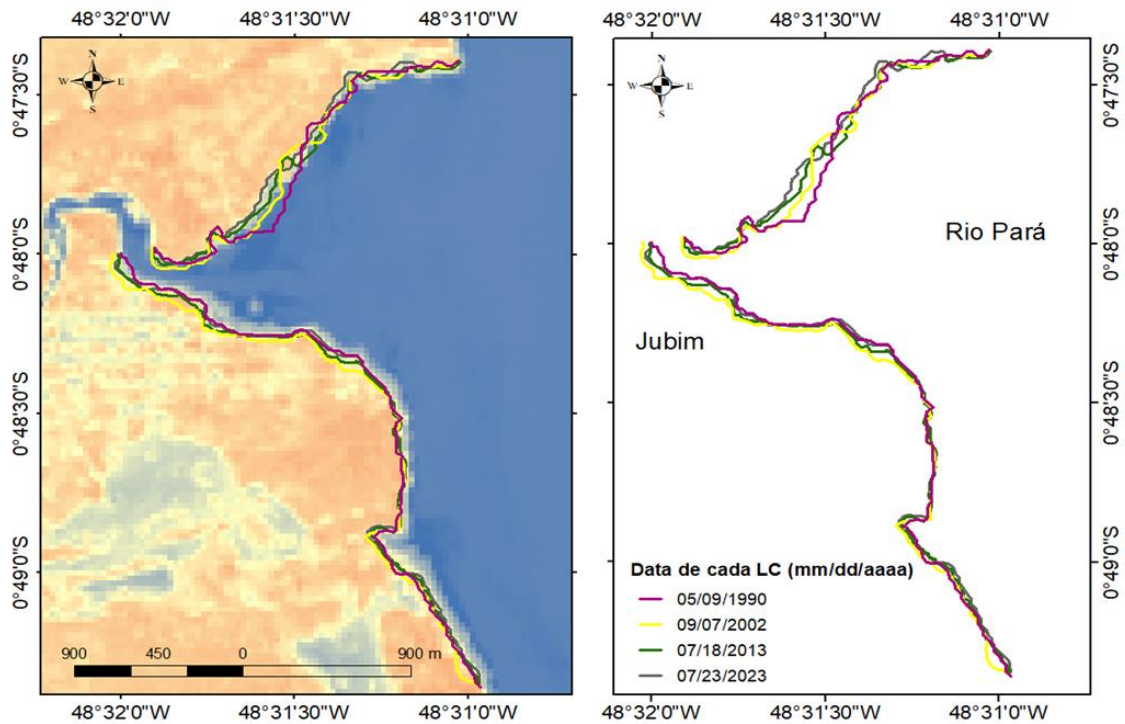 48°32'0"W 48°31'30"W 48°31'0"W 48°32'0"W 48°31'30"W 48°31'0"W
0°47'30"S
0°48'0"S
0°48'30"S
0°49'0"S
N
W E
S
900 450 0 900 m
N
W E
S
Rio Pará
Jubim
Data de cada LC (mm/dd/aaaa)
05/09/1990
09/07/2002
07/18/2013
07/23/2023
0°47'30"S
0°48'0"S
0°48'30"S
0°49'0"S
48°32'0"W 48°31'30"W 48°31'0"W 48°32'0"W 48°31'30"W 48°31'0"W